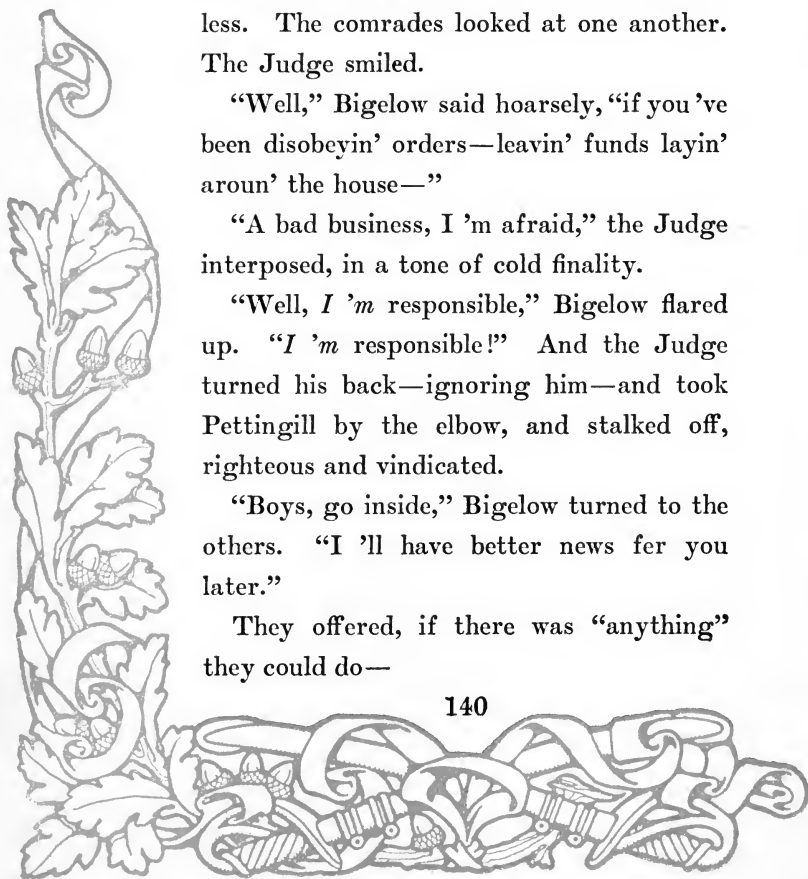 less. The comrades looked at one another.
The Judge smiled.
“Well,” Bigelow said hoarsely, “if you ’ve
been disobeyin’ orders—leavin’ funds layin’
aroun’ the house—”
“A bad business, I ’m afraid,” the Judge
interposed, in a tone of cold finality.
“Well, I ’m responsible,” Bigelow flared
up. “I ’m responsible!” And the Judge
turned his back—ignoring him—and took
Pettingill by the elbow, and stalked off,
righteous and vindicated.
“Boys, go inside,” Bigelow turned to the
others. “I ’ll have better news fer you
later.”
They offered, if there was “anything”
they could do—
140